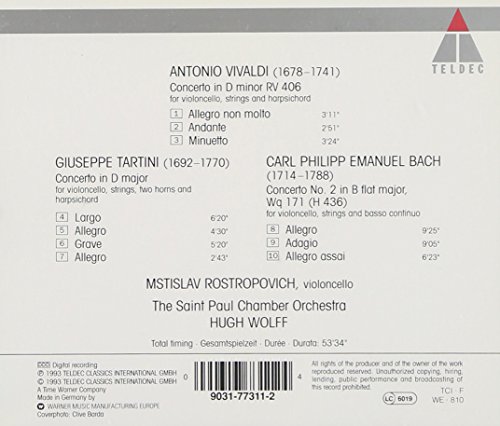 TELDEC
ANTONIO VIVALDI (1678–1741)
Concerto in D minor RV 406
for violoncello, strings and harpsichord
1 Allegro non molto 3'11"
2 Andante 2'51"
3 Minuetto 3'24"
GIUSEPPE TARTINI (1692–1770)
Concerto in D major
for violoncello, strings, two horns and
harpsichord
4 Largo 6'20"
5 Allegro 4'30"
6 Grave 5'20"
7 Allegro 2'43"
CARL PHILIPP EMANUEL BACH
(1714–1788)
Concerto No. 2 in B flat major,
Wq 171 (H 436)
for violoncello, strings and basso continuo
8 Allegro 9'25"
9 Adagio 9'05"
10 Allegro assai 6'23"
MSTISLAV ROSTROPOVICH, violoncello
The Saint Paul Chamber Orchestra
HUGH WOLFF
Total timing · Gesamtspielzeit · Durée · Durata: 53'34"
DDD Digital recording
℗ 1993 TELDEC CLASSICS INTERNATIONAL GMBH
© 1993 TELDEC CLASSICS INTERNATIONAL GMBH
A Time Warner Company
Made in Germany by
WARNER MUSIC MANUFACTURING EUROPE
Coverphoto: Clive Barda
0 4
9031-77311-2
All rights of the producer and of the owner of the work
reproduced reserved. Unauthorized copying, hiring,
lending, public performance and broadcasting of
this record prohibited.
LC 6019
TCI · F
WE · 810